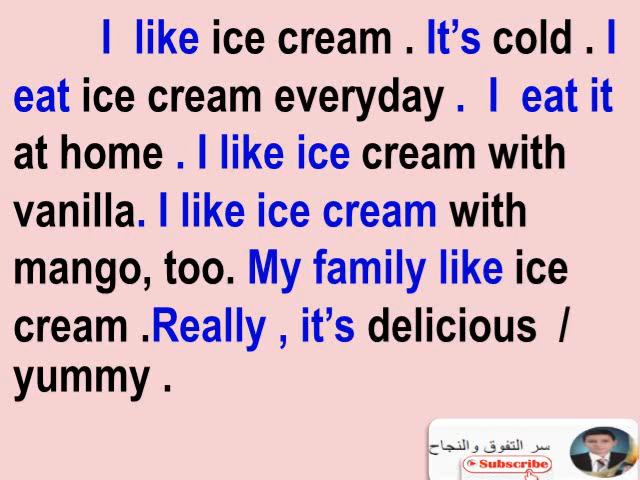 I like ice cream . It’s cold . I
eat ice cream everyday . I eat it
at home . I like ice cream with
vanilla. I like ice cream with
mango, too. My family like ice
cream .Really , it’s delicious /
yummy .
سر التفوق والنجاح
Subscribe